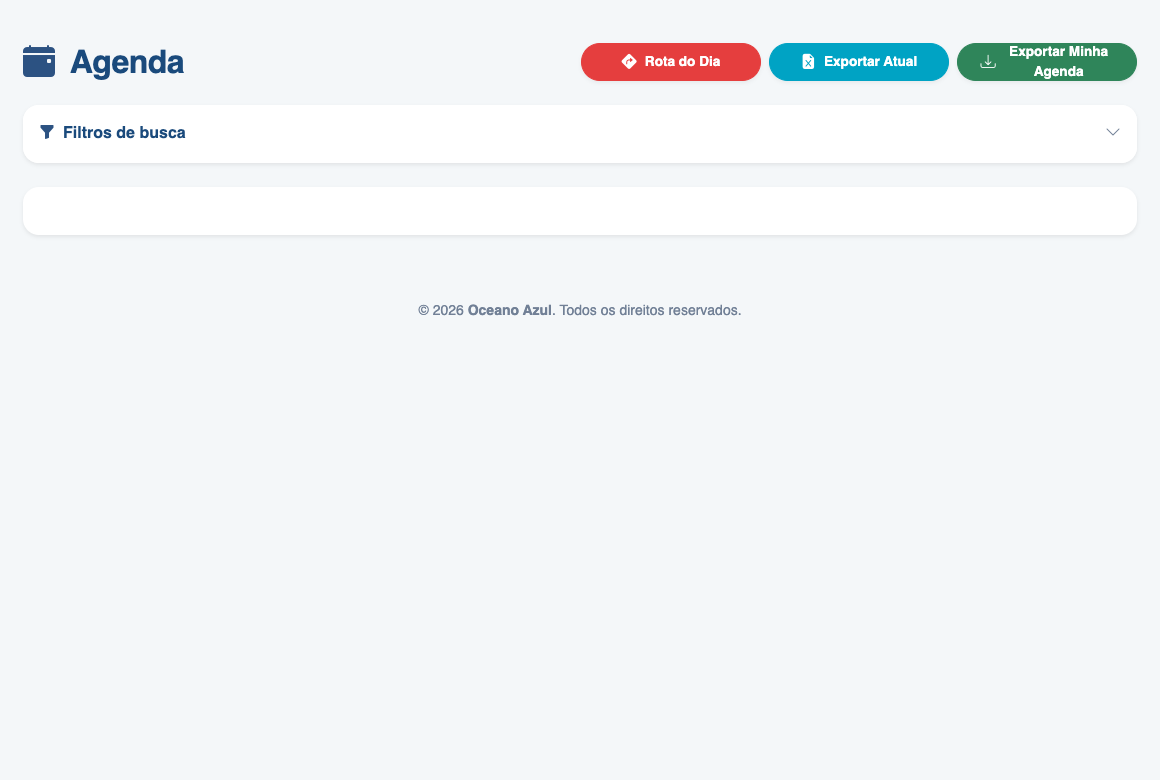 Agenda
Rota do Dia
Exportar Atual
Exportar Minha
Agenda
Filtros de busca
© 2026 Oceano Azul. Todos os direitos reservados.